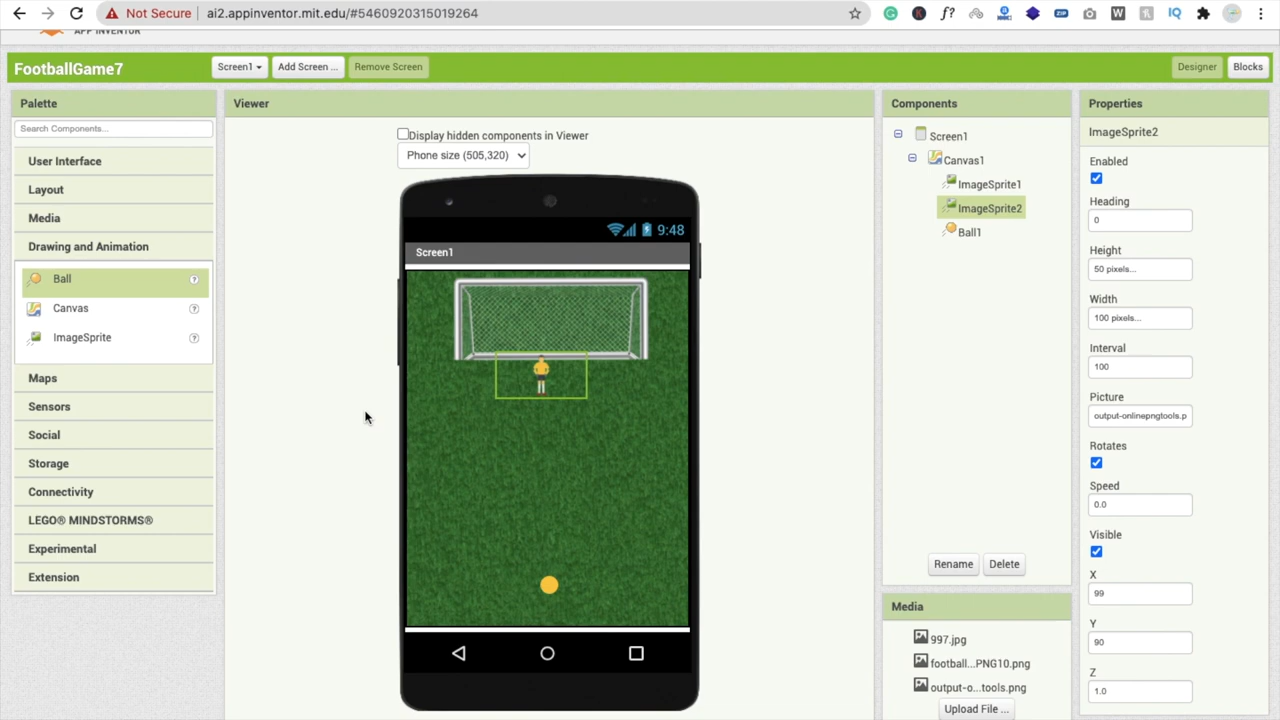 Not Secure
ai2.appinventor.mit.edu/#5460920315019264
APP INVENTOR
FootballGame7
Screen1
Add Screen ...
Remove Screen
Designer
Blocks
Palette
Search Components...
User Interface
Layout
Media
Drawing and Animation
Ball
Canvas
ImageSprite
Maps
Sensors
Social
Storage
Connectivity
LEGO® MINDSTORMS®
Experimental
Extension
Viewer
Display hidden components in Viewer
Phone size (505,320)
9:48
Screen1
Components
Screen1
Canvas1
ImageSprite1
ImageSprite2
Ball1
Rename
Delete
Media
997.jpg
football...PNG10.png
output-o...tools.png
Upload File ...
Properties
ImageSprite2
Enabled
Heading
0
Height
50 pixels...
Width
100 pixels...
Interval
100
Picture
output-onlinepngtools.p
Rotates
Speed
0.0
Visible
X
99
Y
90
Z
1.0